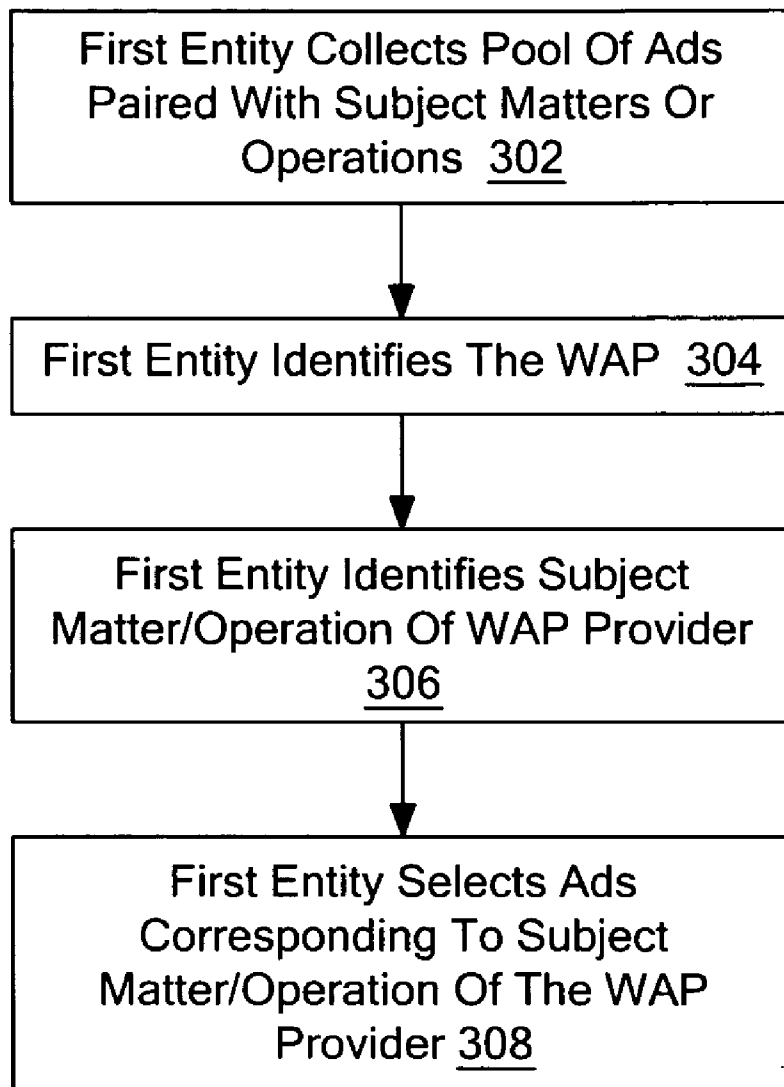 First Entity Collects Pool Of Ads
Paired With Subject Matters Or
Operations 302
First Entity Identifies The WAP 304
First Entity Identifies Subject
Matter/Operation Of WAP Provider
306
First Entity Selects Ads
Corresponding To Subject
Matter/Operation Of The WAP
Provider 308